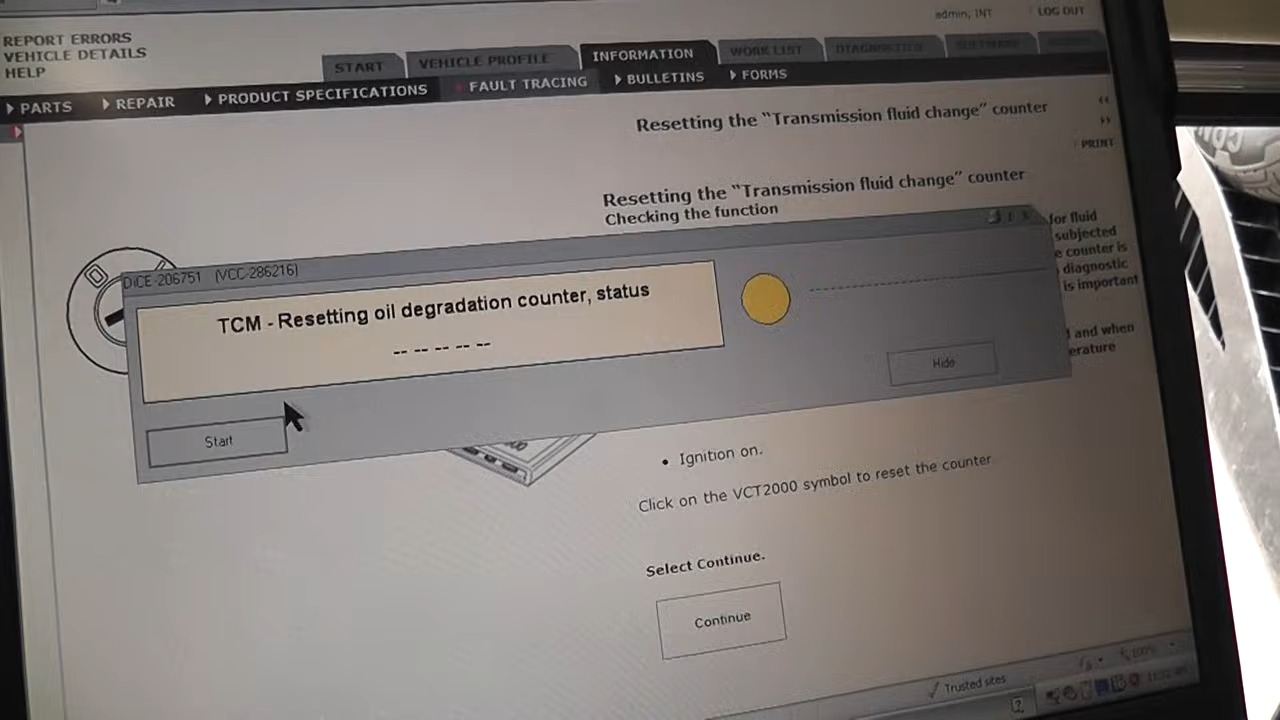 admin, INT
LOG OUT
REPORT ERRORS
VEHICLE DETAILS
HELP
START
VEHICLE PROFILE
INFORMATION
WORK LIST
DIAGNOSTICS
SOFTWARE
PARTS
REPAIR
PRODUCT SPECIFICATIONS
FAULT TRACING
BULLETINS
FORMS
Resetting the "Transmission fluid change" counter
PRINT
Resetting the "Transmission fluid change" counter
Checking the function
for fluid
subjected
e counter is
diagnostic
is important
and when
erature
DiCE-206751 (VCC-286216)
TCM - Resetting oil degradation counter, status
-- -- -- -- --
Hide
Start
• Ignition on.
Click on the VCT2000 symbol to reset the counter
Select Continue.
Continue
Trusted sites
100%